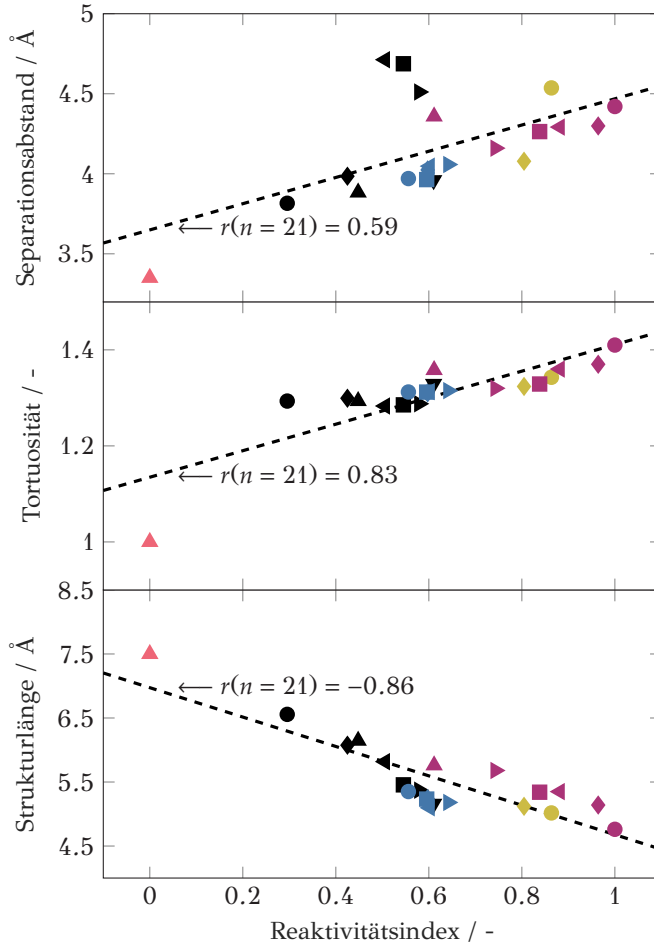 Separationsabstand / Å
5
4.5
4
3.5
r(n = 21) = 0.59
Tortuosität / -
1.4
1.2
1
r(n = 21) = 0.83
Strukturlänge / Å
8.5
7.5
6.5
5.5
4.5
r(n = 21) = −0.86
0 0.2 0.4 0.6 0.8 1
Reaktivitätsindex / -